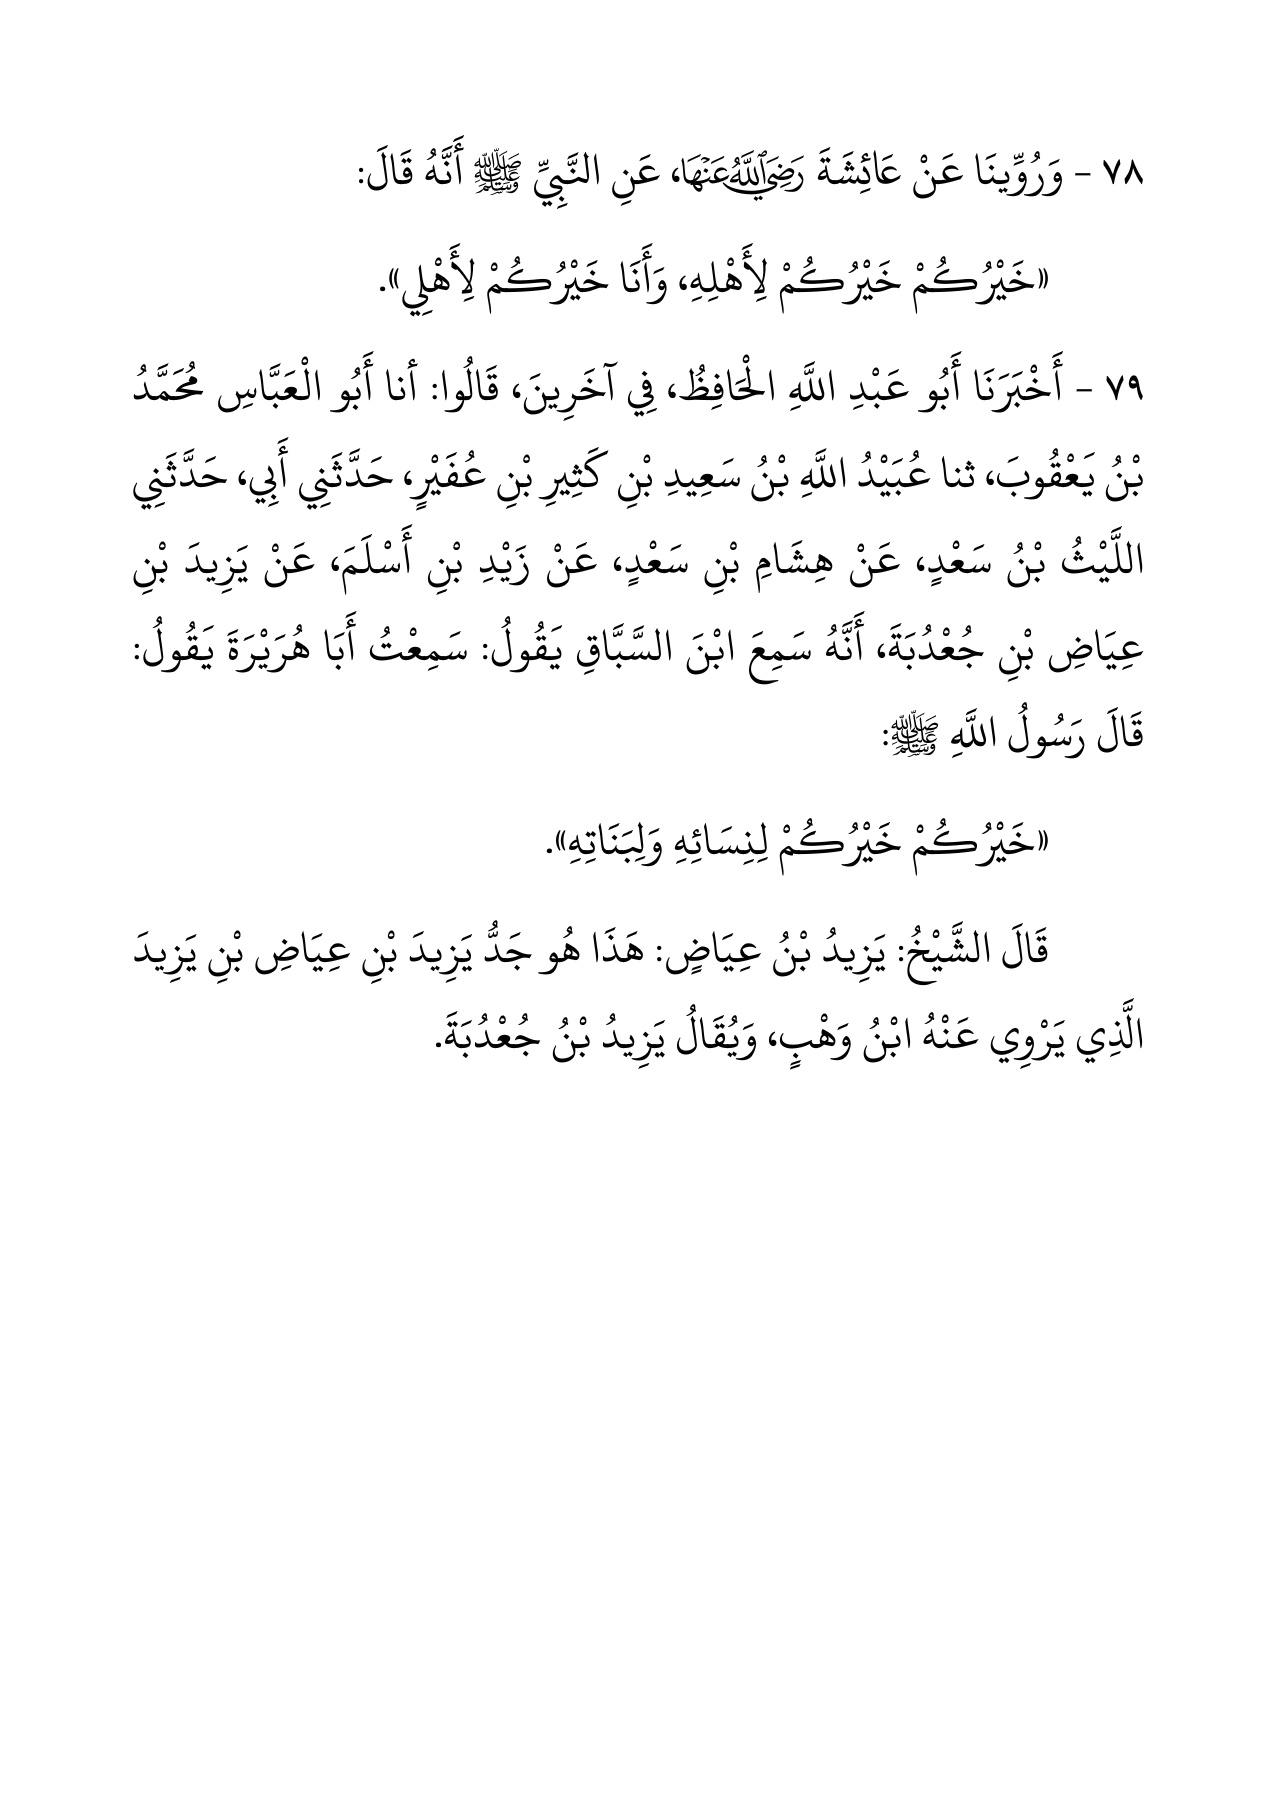 ٧٨ - وَرُوِّينَا عَنْ عَائِشَةَ رَضِيَ ٱللَّهُ عَنْهَا، عَنِ النَّبِيِّ ﷺ أَنَّهُ قَالَ:
«خَيْرُكُمْ خَيْرُكُمْ لِأَهْلِهِ، وَأَنَا خَيْرُكُمْ لِأَهْلِي».
٧٩ - أَخْبَرَنَا أَبُو عَبْدِ اللَّهِ الْحَافِظُ، فِي آخَرِينَ، قَالُوا: أنا أَبُو الْعَبَّاسِ مُحَمَّدُ
بْنُ يَعْقُوبَ، ثنا عُبَيْدُ اللَّهِ بْنُ سَعِيدِ بْنِ كَثِيرِ بْنِ عُفَيْرٍ، حَدَّثَنِي أَبِي، حَدَّثَنِي
اللَّيْثُ بْنُ سَعْدٍ، عَنْ هِشَامِ بْنِ سَعْدٍ، عَنْ زَيْدِ بْنِ أَسْلَمَ، عَنْ يَزِيدَ بْنِ
عِيَاضِ بْنِ جُعْدُبَةَ، أَنَّهُ سَمِعَ ابْنَ السَّبَّاقِ يَقُولُ: سَمِعْتُ أَبَا هُرَيْرَةَ يَقُولُ:
قَالَ رَسُولُ اللَّهِ ﷺ:
«خَيْرُكُمْ خَيْرُكُمْ لِنِسَائِهِ وَلِبَنَاتِهِ».
قَالَ الشَّيْخُ: يَزِيدُ بْنُ عِيَاضٍ: هَذَا هُو جَدُّ يَزِيدَ بْنِ عِيَاضِ بْنِ يَزِيدَ
الَّذِي يَرْوِي عَنْهُ ابْنُ وَهْبٍ، وَيُقَالُ يَزِيدُ بْنُ جُعْدُبَةَ.